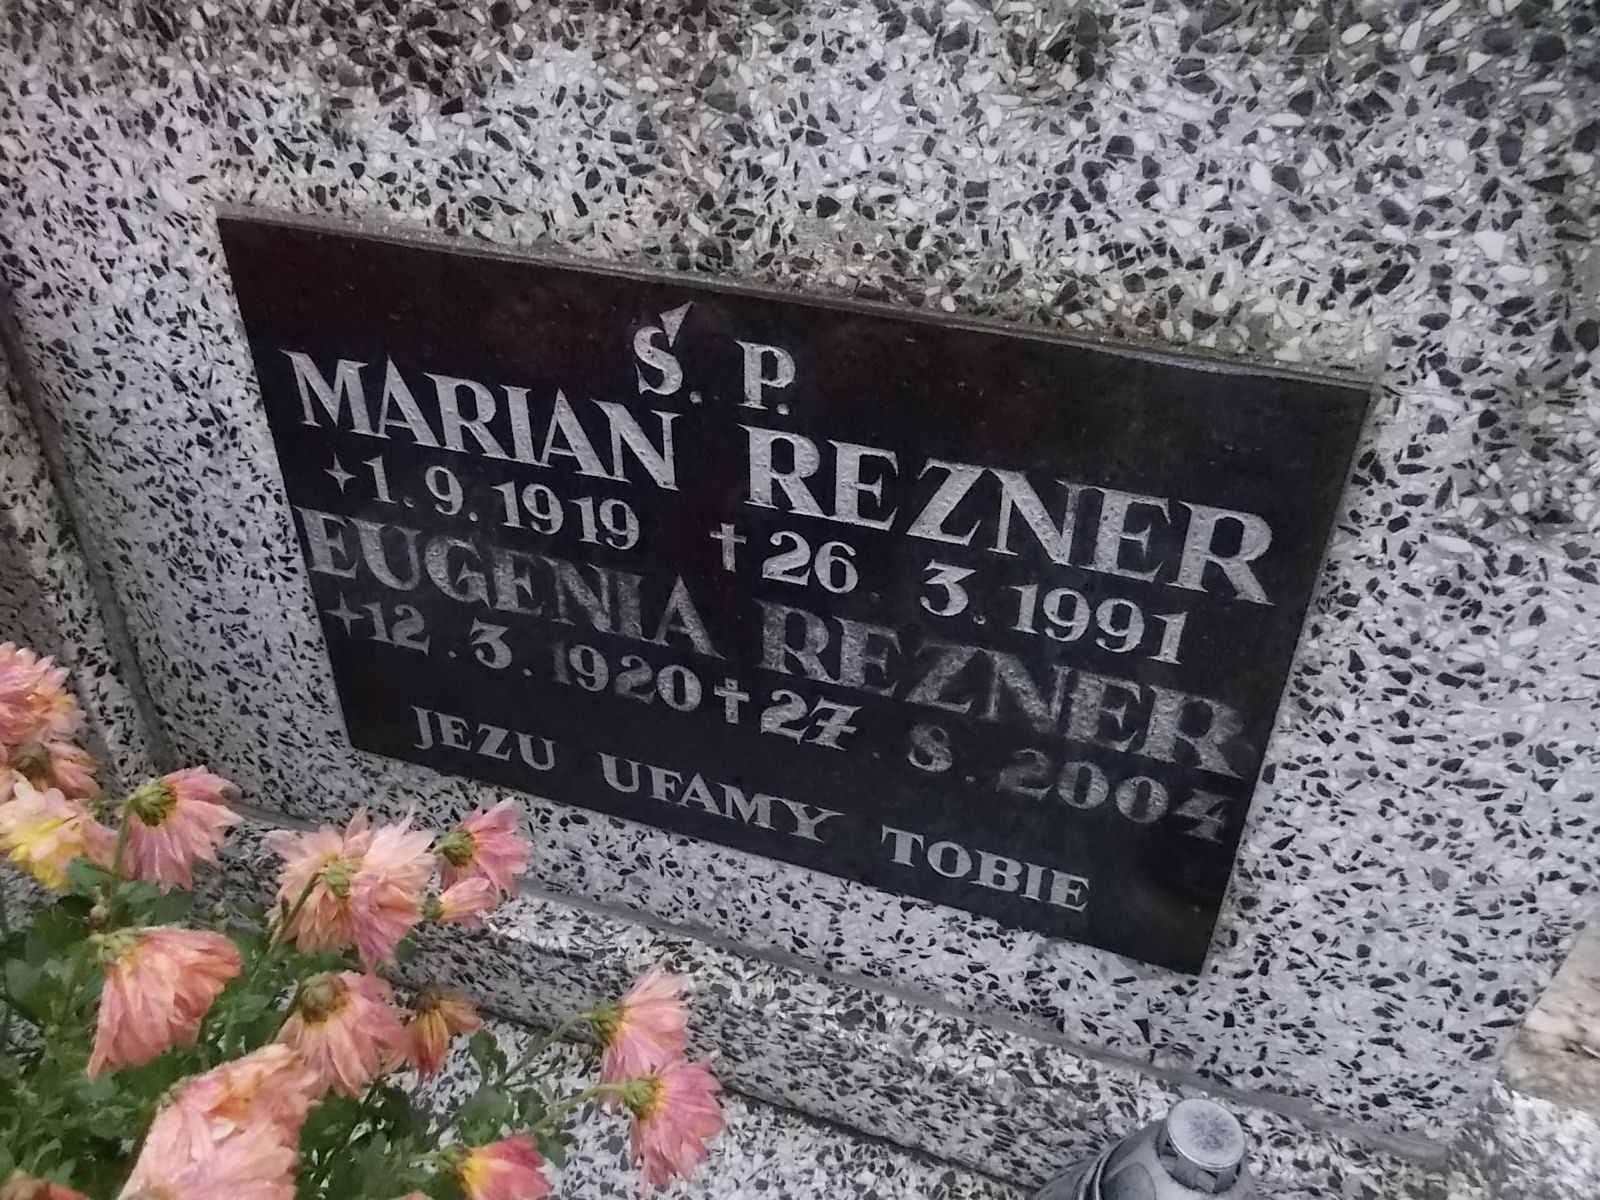 Ś. P.
MARIAN REZNER
+1.9.1919 †26.3.1991
EUGENIA REZNER
+12.3.1920 †27.8.2004
JEZU UFAMY TOBIE